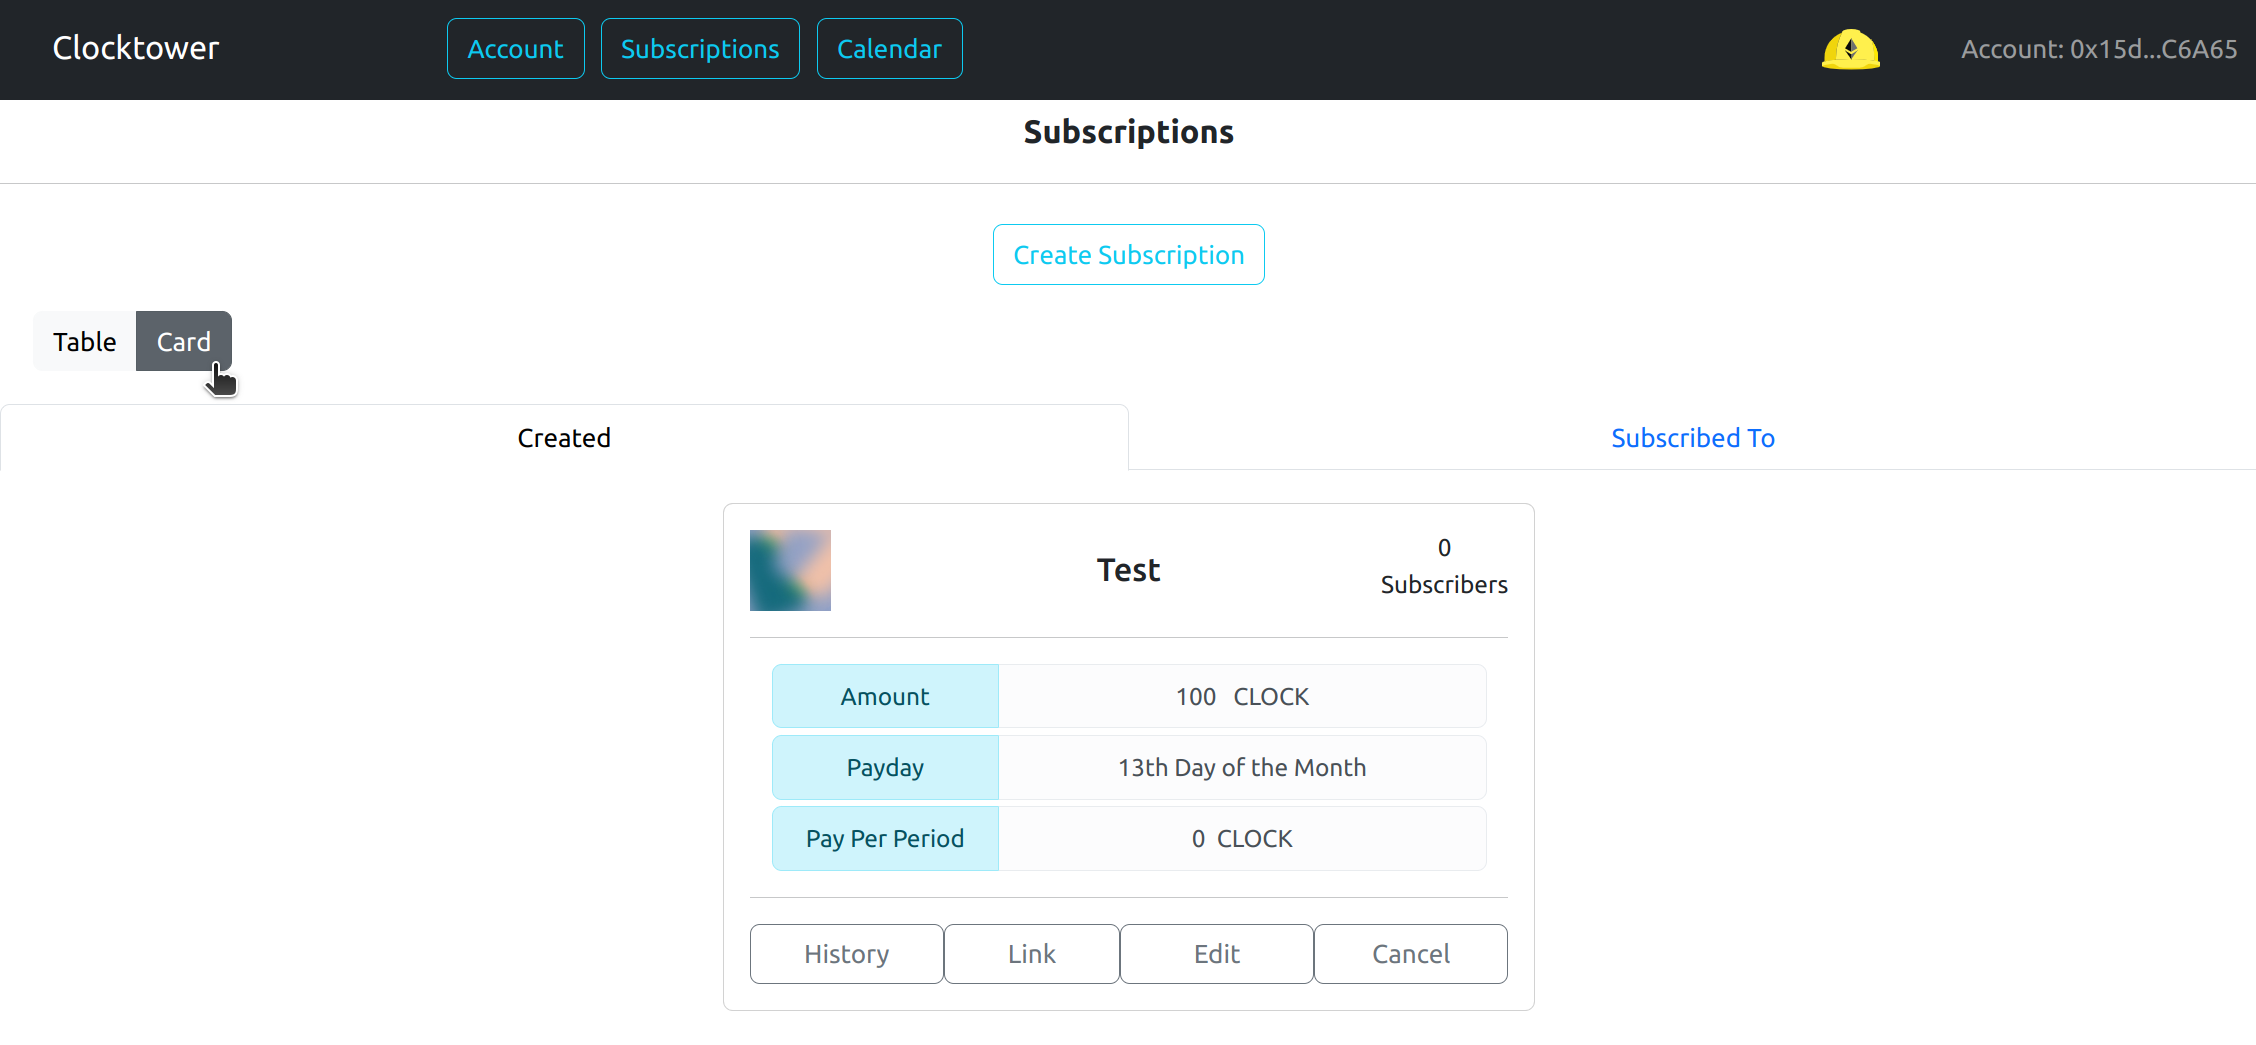 Clocktower Account Subscriptions Calendar Account: 0x15d...C6A65
Subscriptions
Create Subscription
Table Card
Created Subscribed To
Test
0
Subscribers
Amount 100 CLOCK
Payday 13th Day of the Month
Pay Per Period 0 CLOCK
History Link Edit Cancel